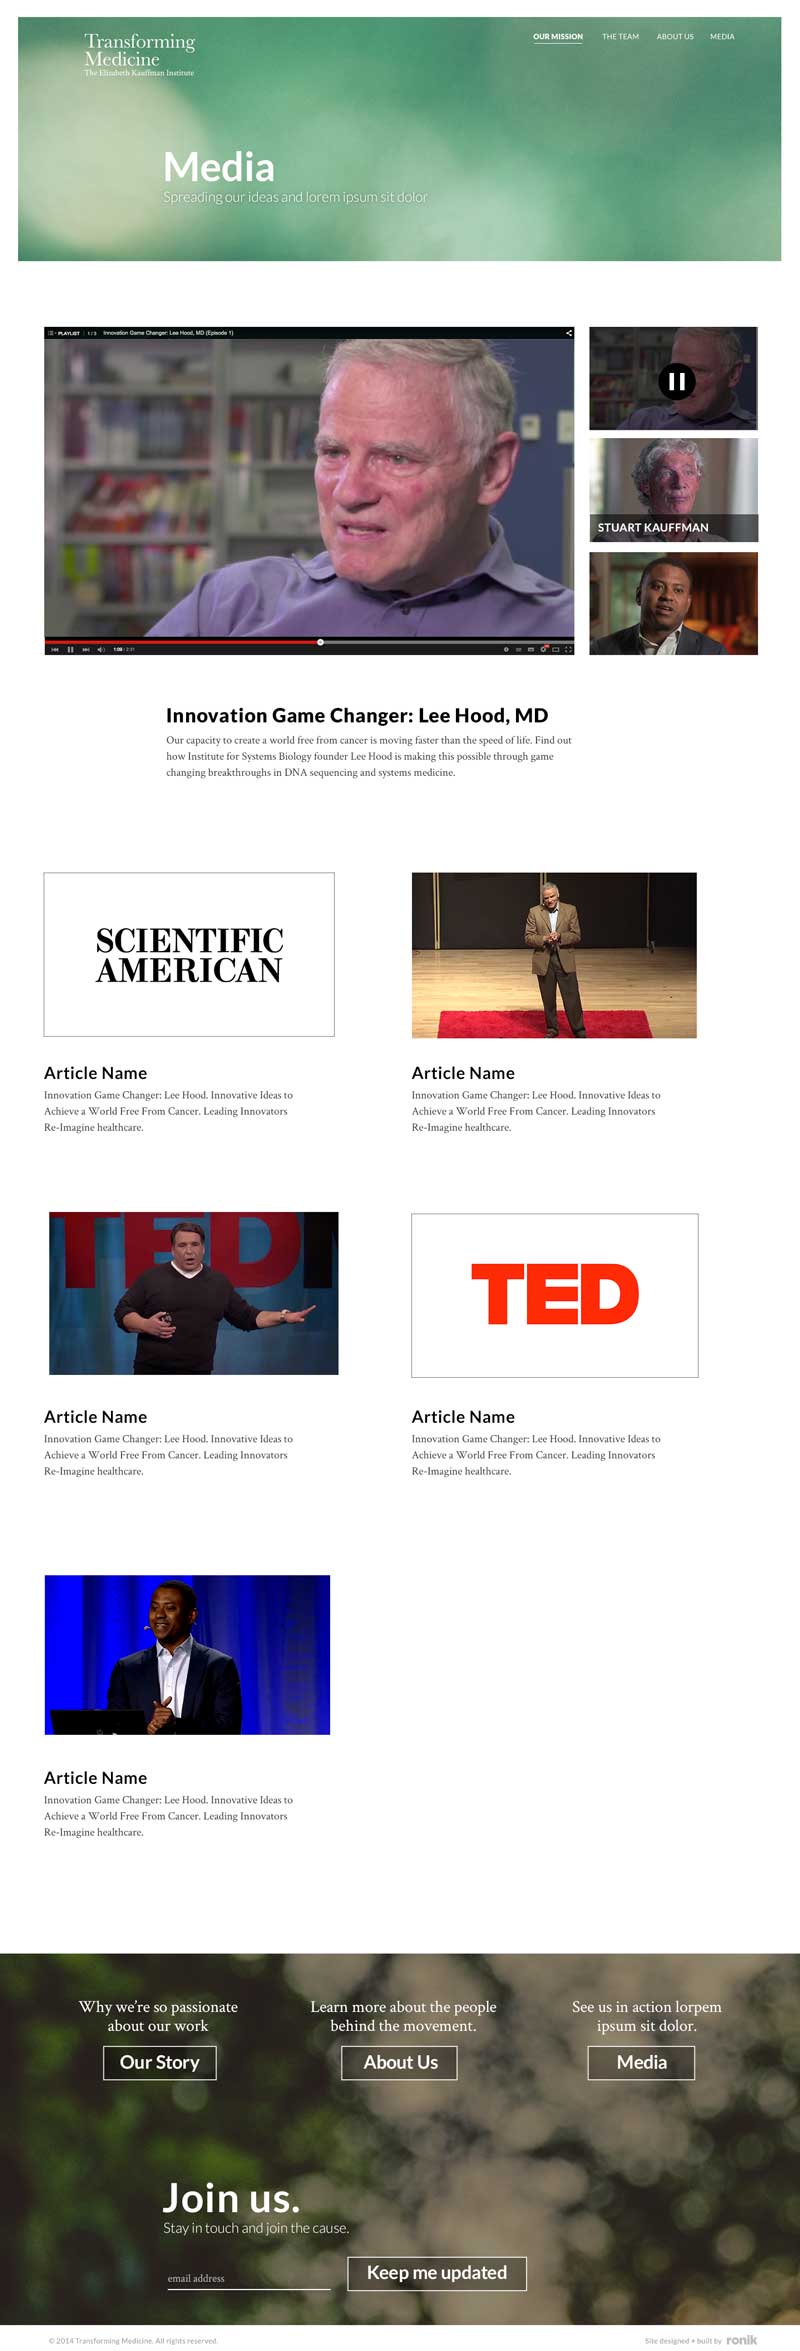 Transforming
Medicine
The Elizabeth Kauffman Institute
OUR MISSION THE TEAM ABOUT US MEDIA
Media
Spreading our ideas and lorem ipsum sit dolor
PLAYLIST 1 / 3 Innovation Game Changer: Lee Hood, MD (Episode 1)
STUART KAUFFMAN
1:09 / 2:31
Innovation Game Changer: Lee Hood, MD
Our capacity to create a world free from cancer is moving faster than the speed of life. Find out
how Institute for Systems Biology founder Lee Hood is making this possible through game
changing breakthroughs in DNA sequencing and systems medicine.
SCIENTIFIC
AMERICAN
Article Name
Innovation Game Changer: Lee Hood. Innovative Ideas to
Achieve a World Free From Cancer. Leading Innovators
Re-Imagine healthcare.
Article Name
Innovation Game Changer: Lee Hood. Innovative Ideas to
Achieve a World Free From Cancer. Leading Innovators
Re-Imagine healthcare.
TEDM
Article Name
Innovation Game Changer: Lee Hood. Innovative Ideas to
Achieve a World Free From Cancer. Leading Innovators
Re-Imagine healthcare.
TED
Article Name
Innovation Game Changer: Lee Hood. Innovative Ideas to
Achieve a World Free From Cancer. Leading Innovators
Re-Imagine healthcare.
Article Name
Innovation Game Changer: Lee Hood. Innovative Ideas to
Achieve a World Free From Cancer. Leading Innovators
Re-Imagine healthcare.
Why we're so passionate
about our work
Our Story
Learn more about the people
behind the movement.
About Us
See us in action lorpem
ipsum sit dolor.
Media
Join us.
Stay in touch and join the cause.
email address
Keep me updated
© 2014 Transforming Medicine. All rights reserved.
Site designed + built by ronik